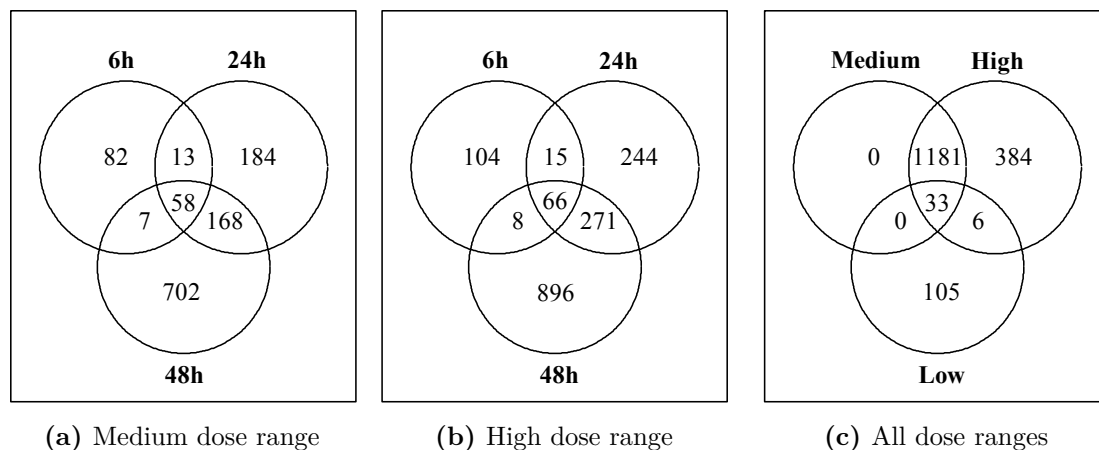 6h 24h
82 13 184
58
7 168
702
48h
(a) Medium dose range
6h 24h
104 15 244
66
8 271
896
48h
(b) High dose range
Medium High
0 1181 384
33
0 6
105
Low
(c) All dose ranges